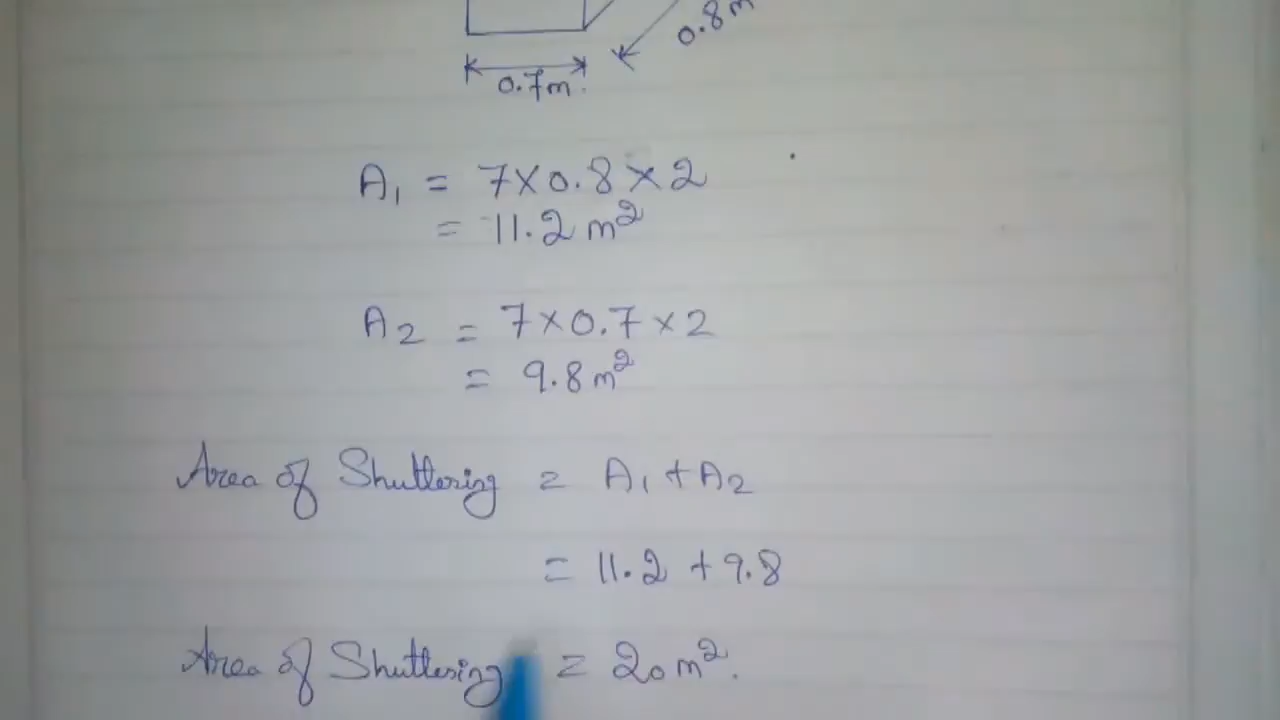 0.8m
0.7m.
A₁ = 7×0.8×2
= 11.2 m²
A₂ = 7×0.7×2
= 9.8 m²
Area of Shuttering = A₁ + A₂
= 11.2 + 9.8
Area of Shuttering = 20 m².